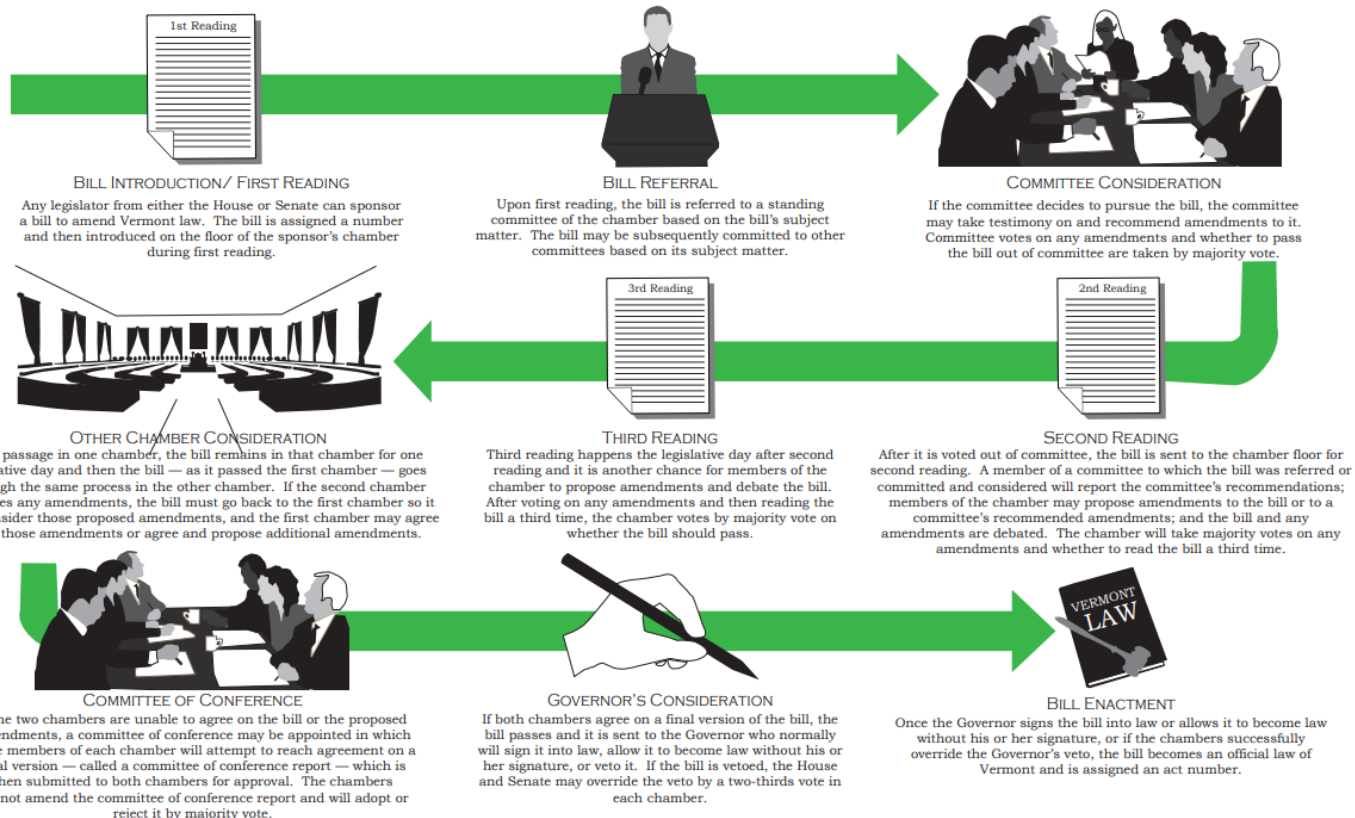 1st Reading
BILL INTRODUCTION/ FIRST READING
Any legislator from either the House or Senate can sponsor
a bill to amend Vermont law. The bill is assigned a number
and then introduced on the floor of the sponsor's chamber
during first reading.
BILL REFERRAL
Upon first reading, the bill is referred to a standing
committee of the chamber based on the bill's subject
matter. The bill may be subsequently committed to other
committees based on its subject matter.
COMMITTEE CONSIDERATION
If the committee decides to pursue the bill, the committee
may take testimony on and recommend amendments to it.
Committee votes on any amendments and whether to pass
the bill out of committee are taken by majority vote.
2nd Reading
SECOND READING
After it is voted out of committee, the bill is sent to the chamber floor for
second reading. A member of a committee to which the bill was referred or
committed and considered will report the committee's recommendations;
members of the chamber may propose amendments to the bill or to a
committee's recommended amendments; and the bill and any
amendments are debated. The chamber will take majority votes on any
amendments and whether to read the bill a third time.
3rd Reading
THIRD READING
Third reading happens the legislative day after second
reading and it is another chance for members of the
chamber to propose amendments and debate the bill.
After voting on any amendments and then reading the
bill a third time, the chamber votes by majority vote on
whether the bill should pass.
OTHER CHAMBER CONSIDERATION
passage in one chamber, the bill remains in that chamber for one
ative day and then the bill — as it passed the first chamber — goes
gh the same process in the other chamber. If the second chamber
es any amendments, the bill must go back to the first chamber so it
sider those proposed amendments, and the first chamber may agree
those amendments or agree and propose additional amendments.
COMMITTEE OF CONFERENCE
he two chambers are unable to agree on the bill or the proposed
endments, a committee of conference may be appointed in which
e members of each chamber will attempt to reach agreement on a
al version — called a committee of conference report — which is
hen submitted to both chambers for approval. The chambers
not amend the committee of conference report and will adopt or
reject it by majority vote.
GOVERNOR'S CONSIDERATION
If both chambers agree on a final version of the bill, the
bill passes and it is sent to the Governor who normally
will sign it into law, allow it to become law without his or
her signature, or veto it. If the bill is vetoed, the House
and Senate may override the veto by a two-thirds vote in
each chamber.
VERMONT
LAW
BILL ENACTMENT
Once the Governor signs the bill into law or allows it to become law
without his or her signature, or if the chambers successfully
override the Governor's veto, the bill becomes an official law of
Vermont and is assigned an act number.